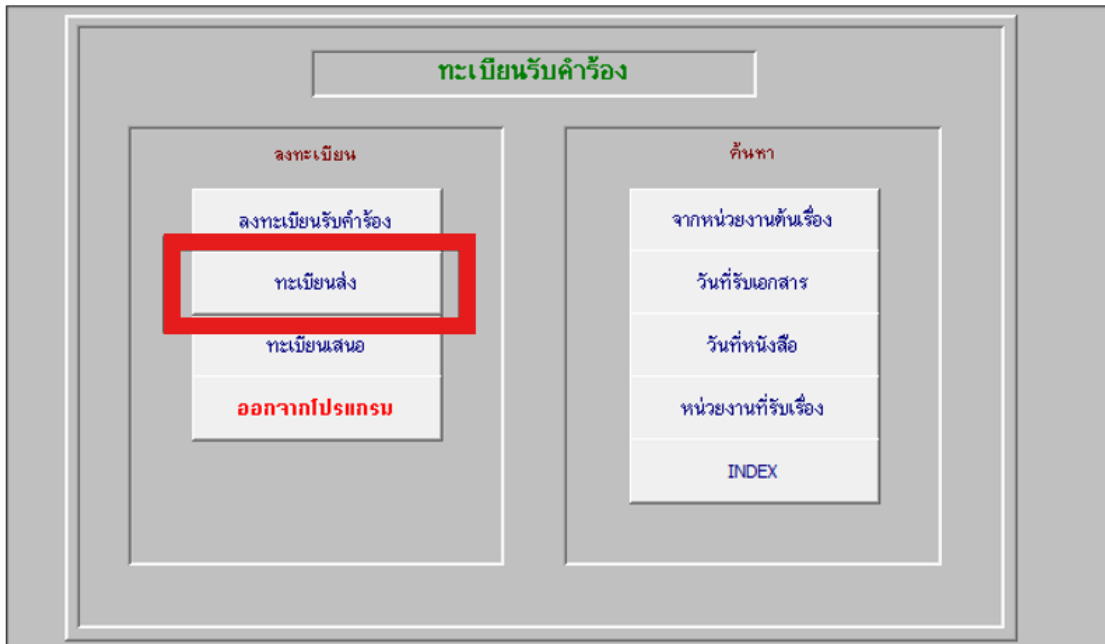 ทะเบียนรับคำร้อง
ลงทะเบียน
ลงทะเบียนรับคำร้อง
ทะเบียนส่ง
ทะเบียนเสนอ
ออกจากโปรแกรม
ค้นหา
จากหน่วยงานต้นเรื่อง
วันที่รับเอกสาร
วันที่หนังสือ
หน่วยงานที่รับเรื่อง
INDEX